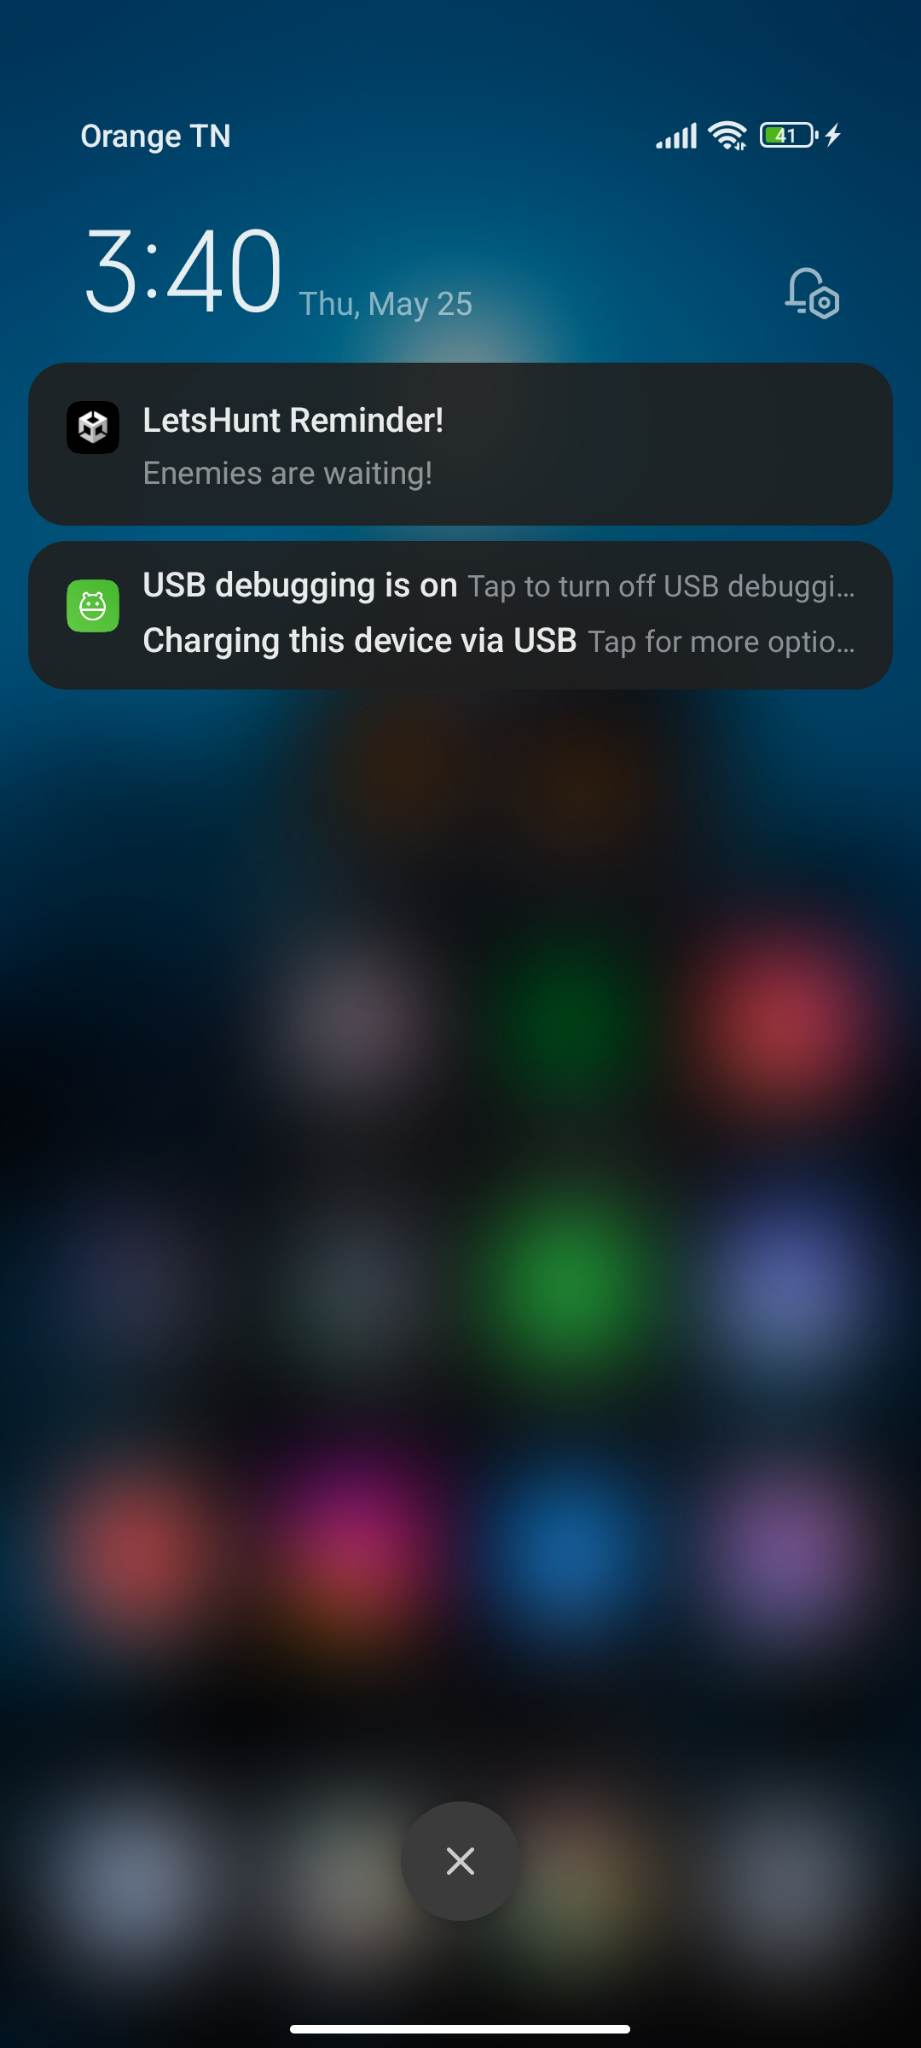 Orange TN
41
3:40 Thu, May 25
LetsHunt Reminder!
Enemies are waiting!
USB debugging is on Tap to turn off USB debuggi...
Charging this device via USB Tap for more optio...